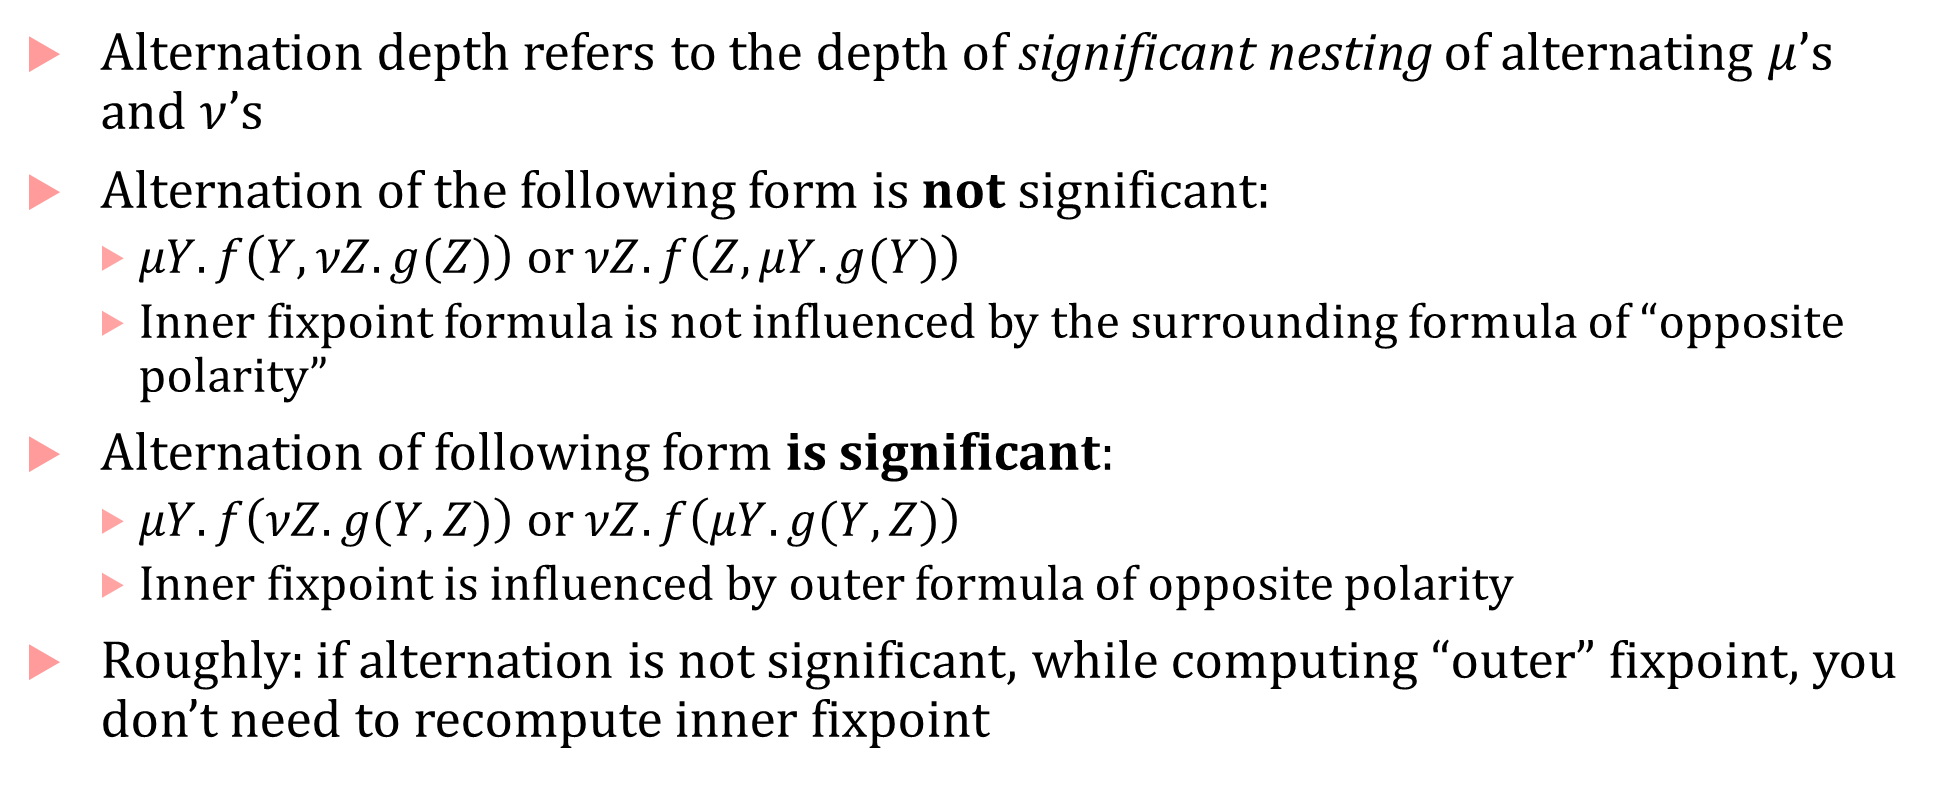 Alternation depth refers to the depth of significant nesting of alternating μ’s
and ν’s
Alternation of the following form is not significant:
μY.f(Y,νZ.g(Z)) or νZ.f(Z,μY.g(Y))
Inner fixpoint formula is not influenced by the surrounding formula of “opposite
polarity”
Alternation of following form is significant:
μY.f(νZ.g(Y,Z)) or νZ.f(μY.g(Y,Z))
Inner fixpoint is influenced by outer formula of opposite polarity
Roughly: if alternation is not significant, while computing “outer” fixpoint, you
don’t need to recompute inner fixpoint